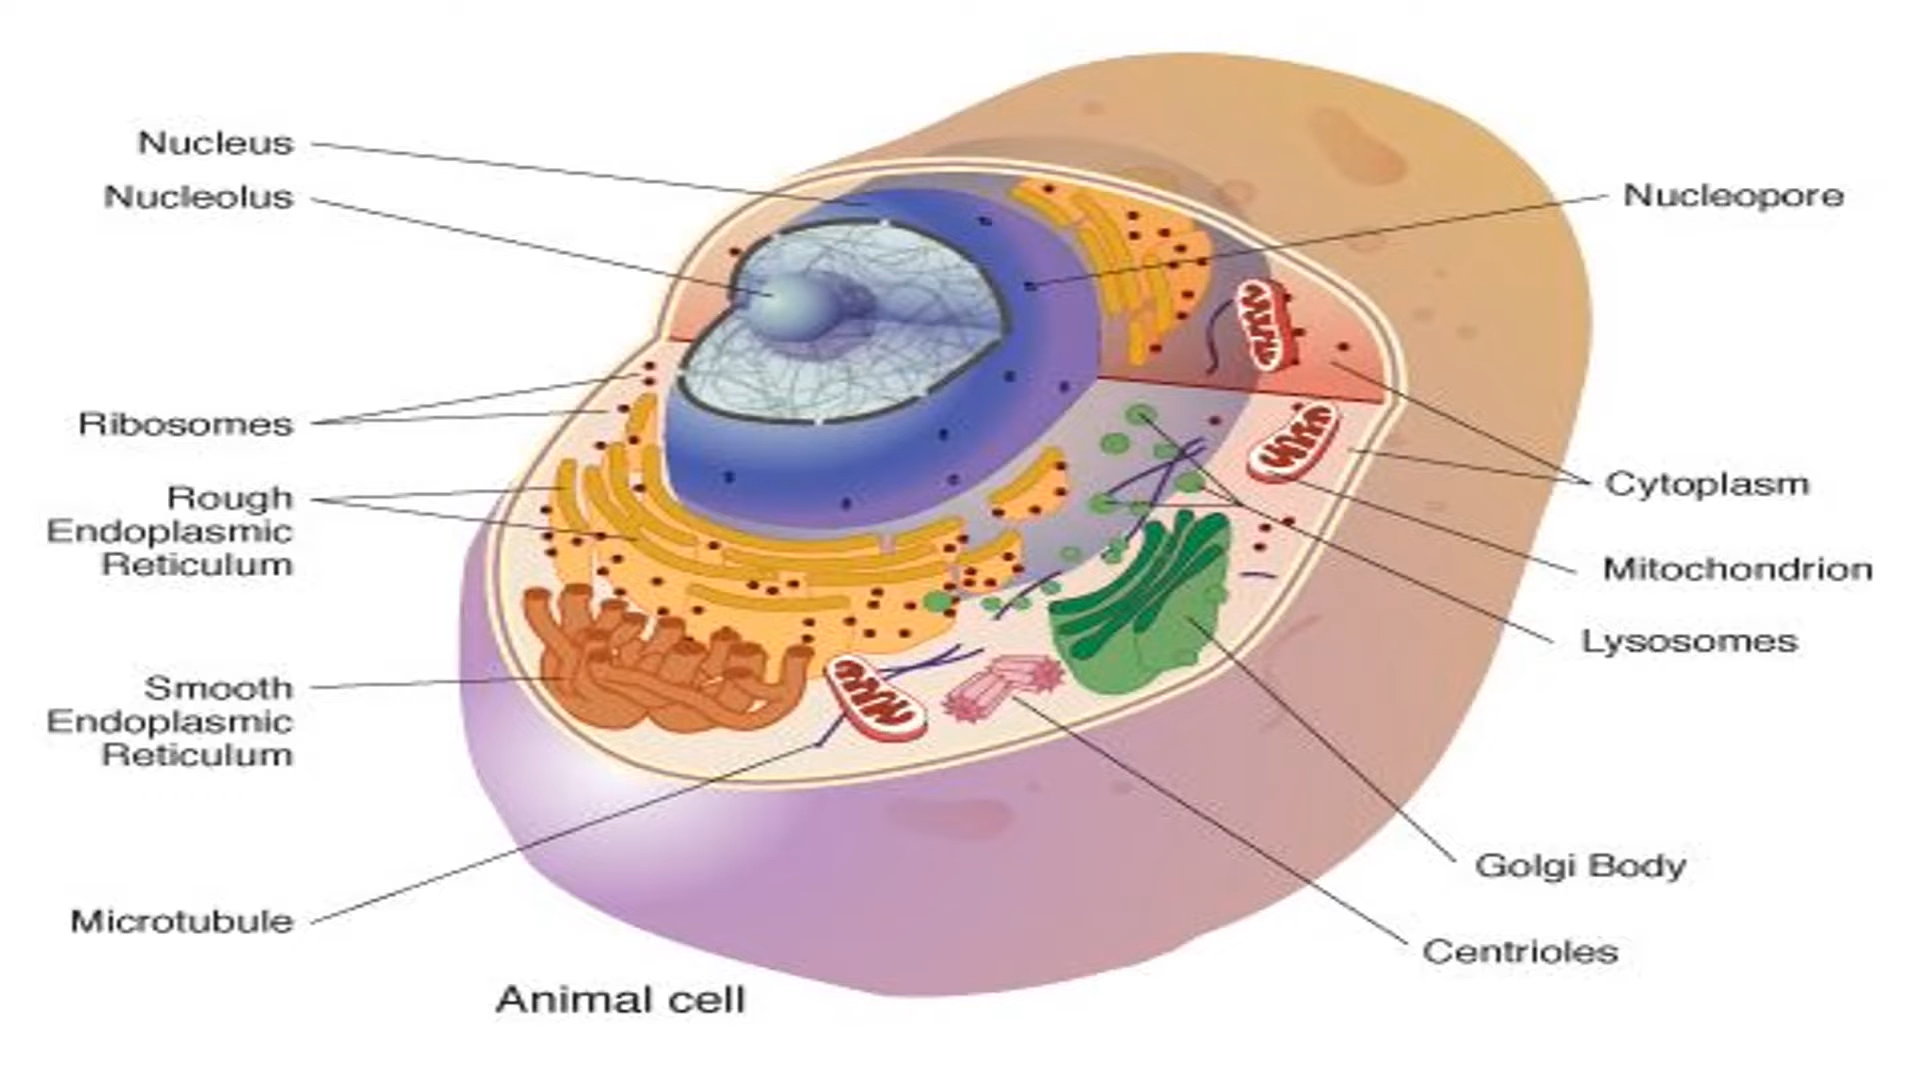 Nucleus
Nucleolus
Ribosomes
Rough
Endoplasmic
Reticulum
Smooth
Endoplasmic
Reticulum
Microtubule
Animal cell
Nucleopore
Cytoplasm
Mitochondrion
Lysosomes
Golgi Body
Centrioles